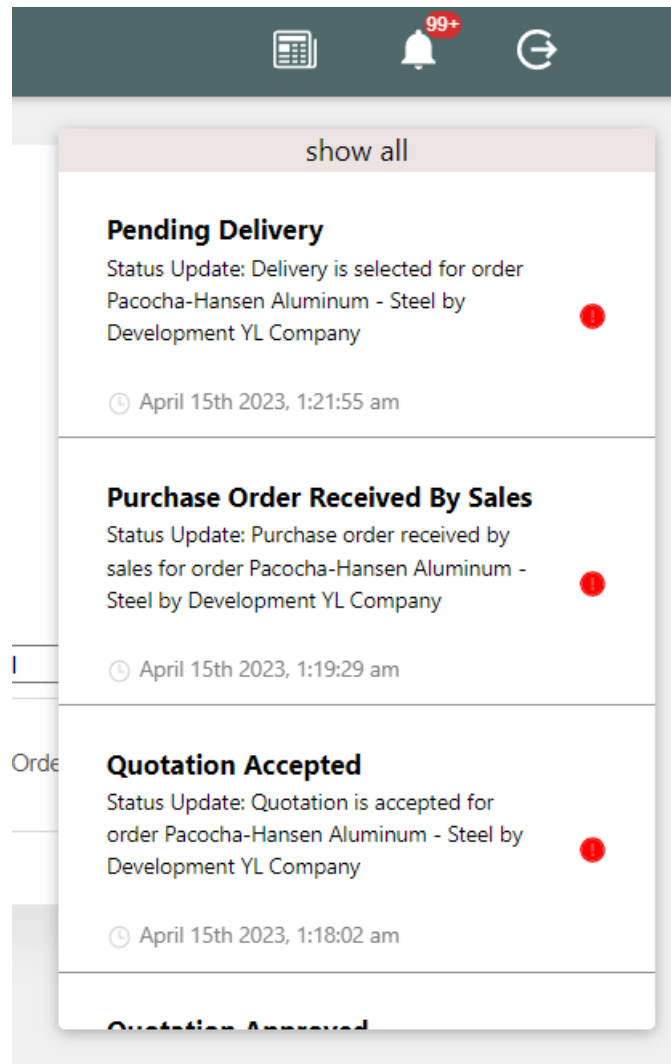 99+
show all
Pending Delivery
Status Update: Delivery is selected for order
Pacocha-Hansen Aluminum - Steel by
Development YL Company
April 15th 2023, 1:21:55 am
Purchase Order Received By Sales
Status Update: Purchase order received by
sales for order Pacocha-Hansen Aluminum -
Steel by Development YL Company
l
April 15th 2023, 1:19:29 am
Orde
Quotation Accepted
Status Update: Quotation is accepted for
order Pacocha-Hansen Aluminum - Steel by
Development YL Company
April 15th 2023, 1:18:02 am
Quotation Approved